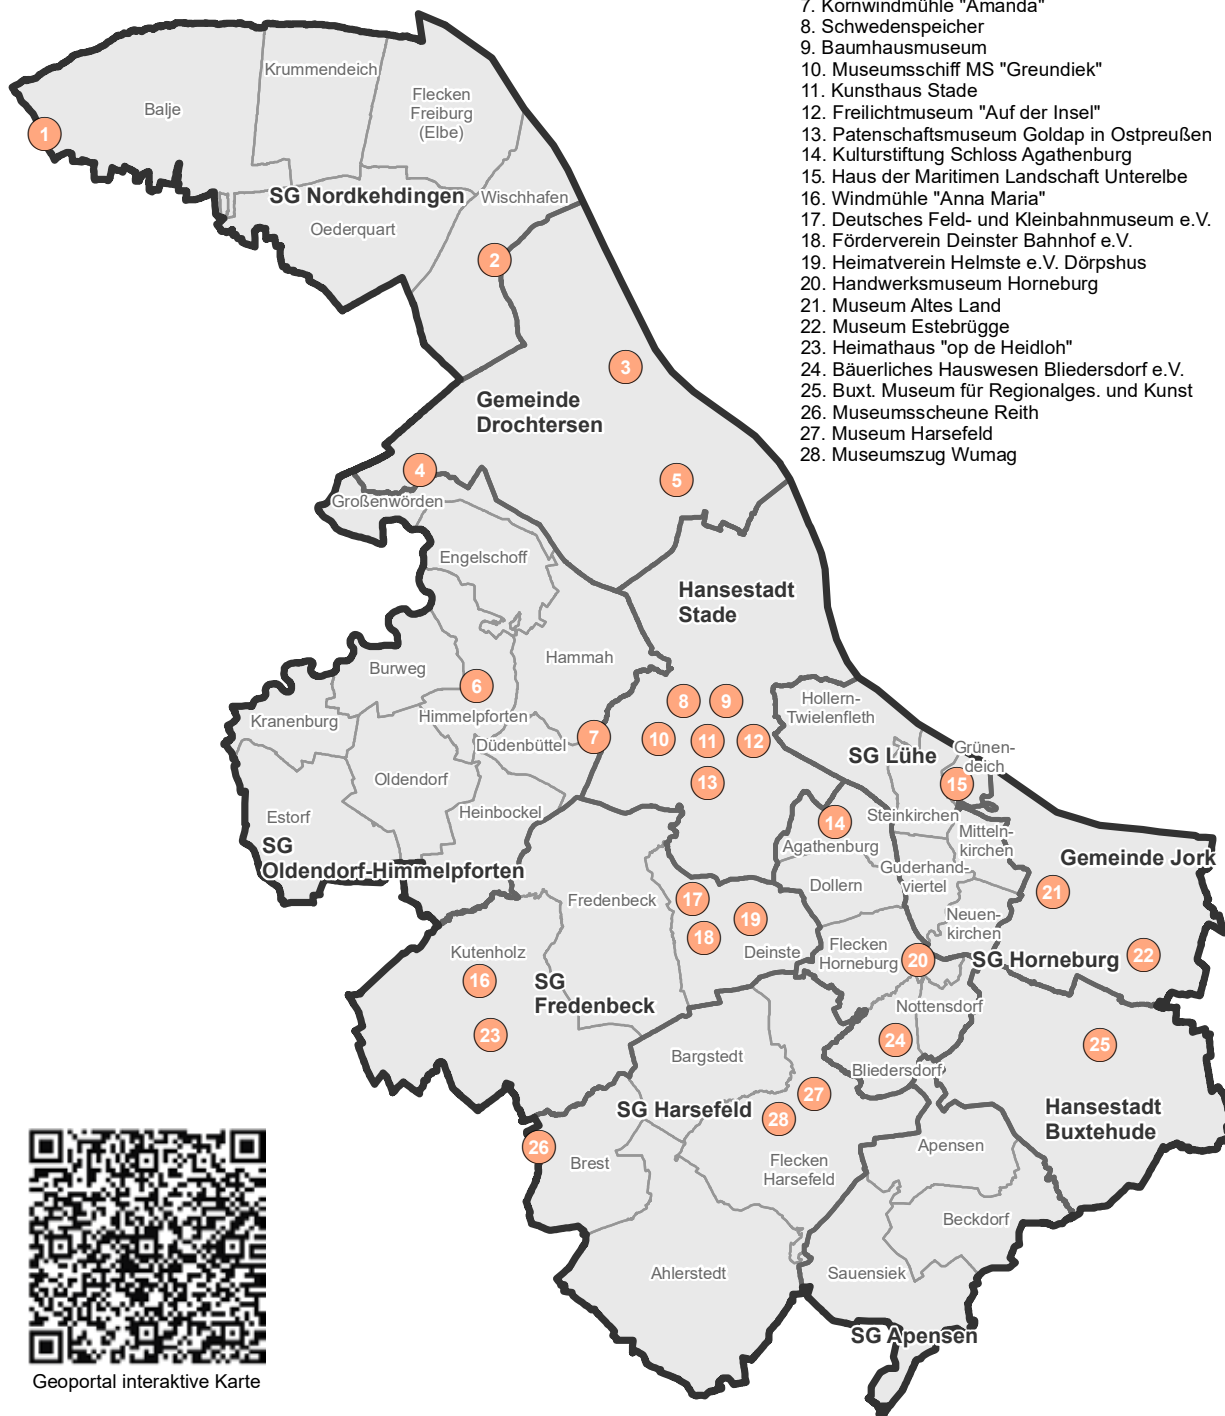 7. Kornwindmühle "Amanda"
8. Schwedenspeicher
9. Baumhausmuseum
10. Museumsschiff MS "Greundiek"
11. Kunsthaus Stade
12. Freilichtmuseum "Auf der Insel"
13. Patenschaftsmuseum Goldap in Ostpreußen
14. Kulturstiftung Schloss Agathenburg
15. Haus der Maritimen Landschaft Unterelbe
16. Windmühle "Anna Maria"
17. Deutsches Feld- und Kleinbahnmuseum e.V.
18. Förderverein Deinster Bahnhof e.V.
19. Heimatverein Helmste e.V. Dörpshus
20. Handwerksmuseum Horneburg
21. Museum Altes Land
22. Museum Estebrügge
23. Heimathaus "op de Heidloh"
24. Bäuerliches Hauswesen Bliedersdorf e.V.
25. Buxt. Museum für Regionalges. und Kunst
26. Museumsscheune Reith
27. Museum Harsefeld
28. Museumszug Wumag
Krummendeich
Balje
Flecken
Freiburg
(Elbe)
1
SG Nordkehdingen
Wischhafen
Oederquart
2
3
Gemeinde
Drochtersen
4
5
Großenwörden
Engelschoff
Hansestadt
Stade
Hammah
Burweg
6
Himmelpforten
Kranenburg
Düdenbüttel
7
8
9
10
11
12
13
Hollern-
Twielenfleth
SG Lühe
Grünen-
deich
15
Oldendorf
Heinbockel
Estorf
SG
Oldendorf-Himmelpforten
14
Agathenburg
Steinkirchen
Mitteln-
kirchen
Gemeinde Jork
Dollern
Guderhand-
viertel
21
Fredenbeck
17
18
19
Deinste
Neuen-
kirchen
Flecken
Horneburg
20
SG Horneburg
22
Kutenholz
16
SG
Fredenbeck
Nottensdorf
23
24
Bliedersdorf
25
Bargstedt
27
SG Harsefeld
28
Hansestadt
Buxtehude
26
Brest
Flecken
Harsefeld
Apensen
Beckdorf
Ahlerstedt
Sauensiek
SG Apensen
Geoportal interaktive Karte